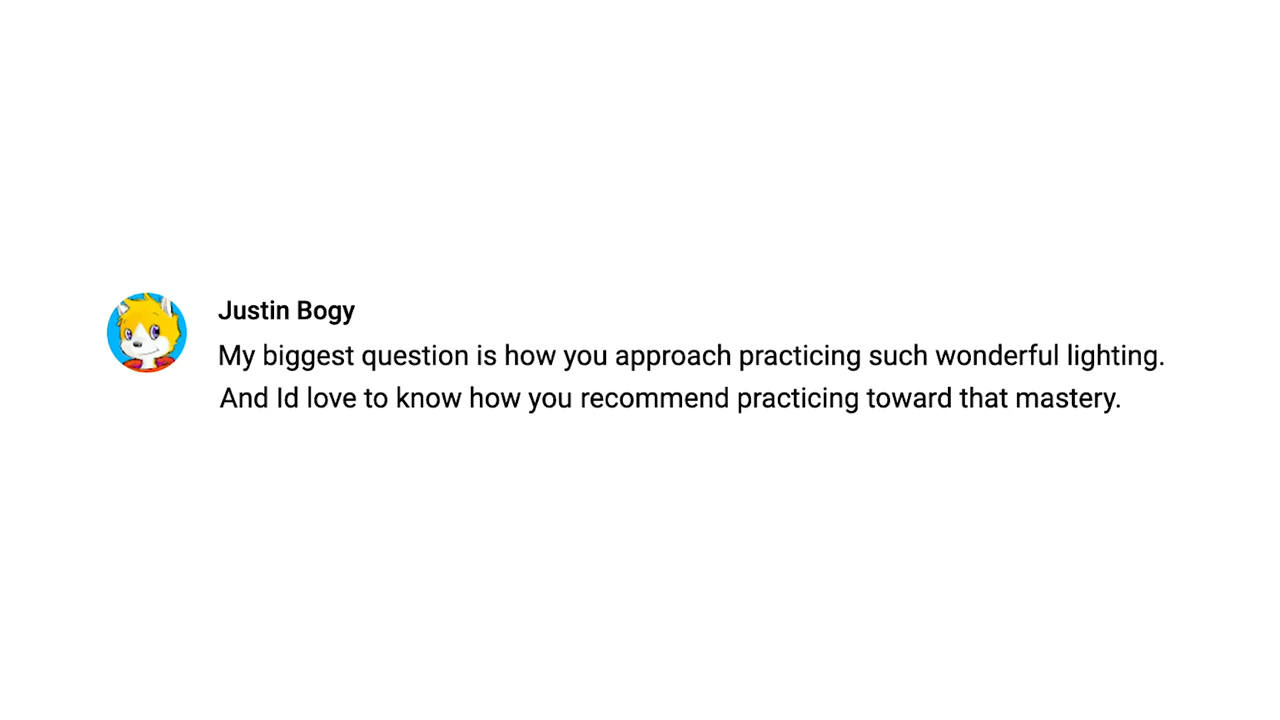 Justin Bogy
My biggest question is how you approach practicing such wonderful lighting.
And Id love to know how you recommend practicing toward that mastery.